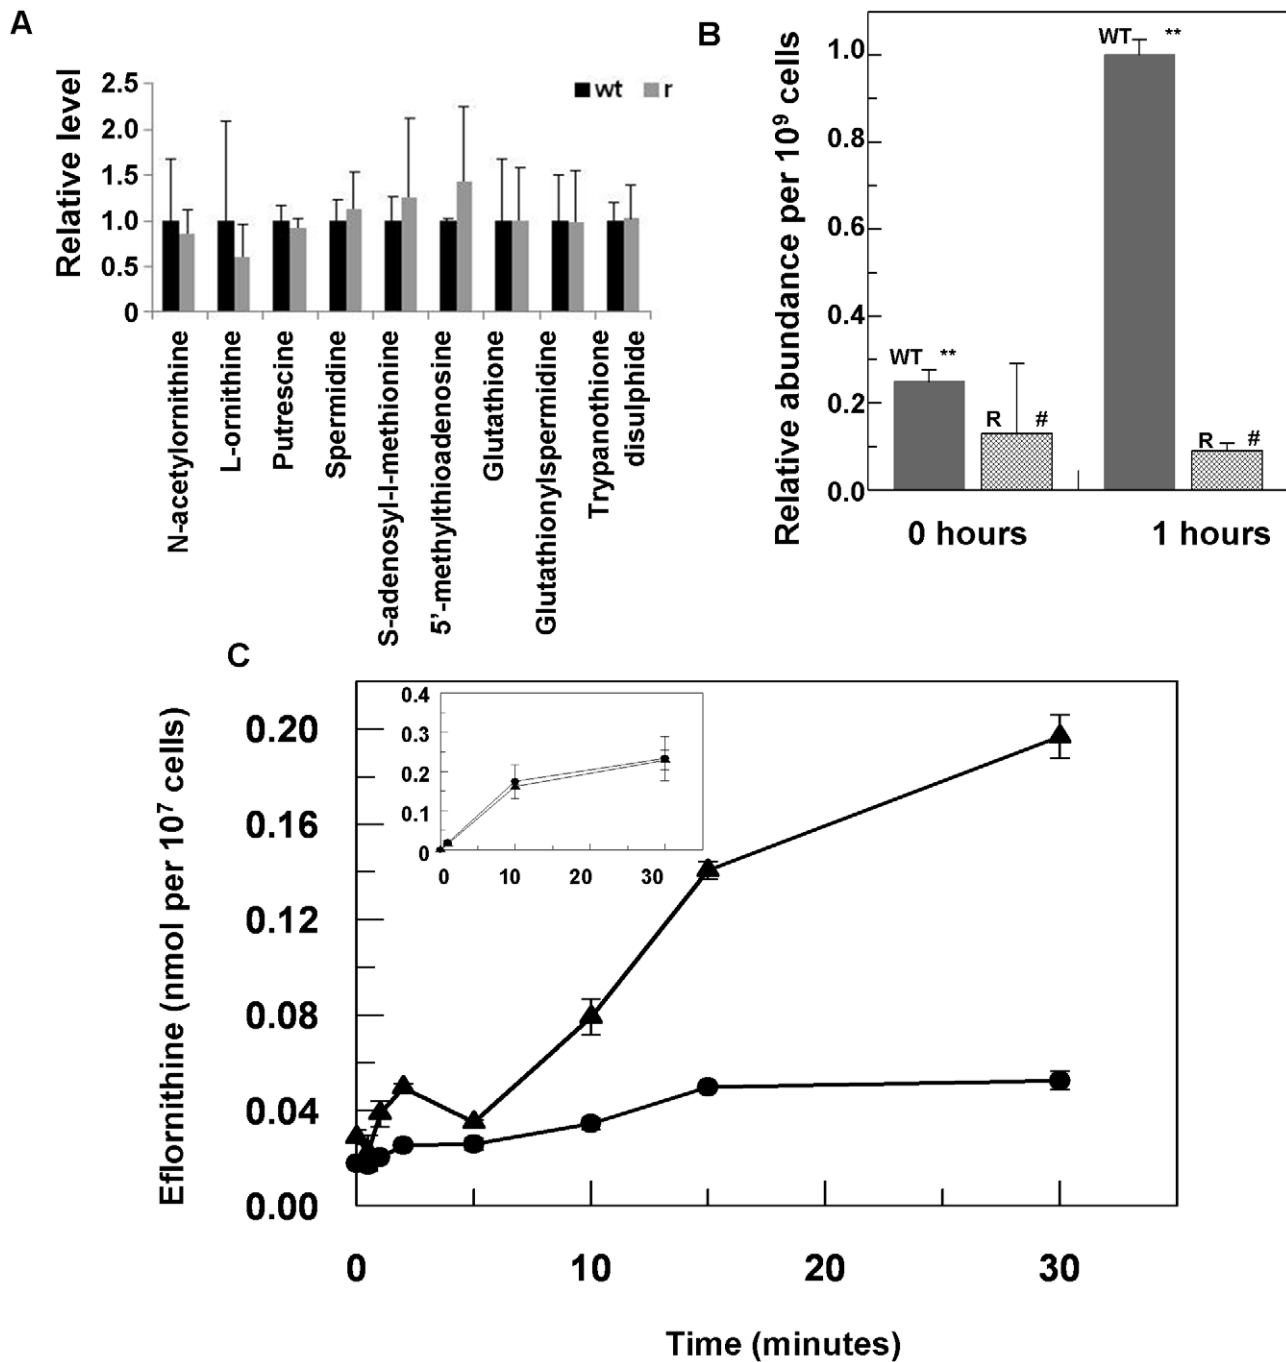 A
Relative level
2.5
2.0
1.5
1.0
0.5
0
wt
r
N-acetylornithine
L-ornithine
Putrescine
Spermidine
S-adenosyl-l-methionine
5'-methylthioadenosine
Glutathione
Glutathionylspermidine
Trypanothione
disulphide
B
Relative abundance per 10⁹ cells
1.0
0.8
0.6
0.4
0.2
0.0
WT **
R #
WT **
R #
0 hours
1 hours
C
Eflornithine (nmol per 10⁷ cells)
0.20
0.16
0.12
0.08
0.04
0.00
0.4
0.3
0.2
0.1
0
0 10 20 30
0 10 20 30
Time (minutes)